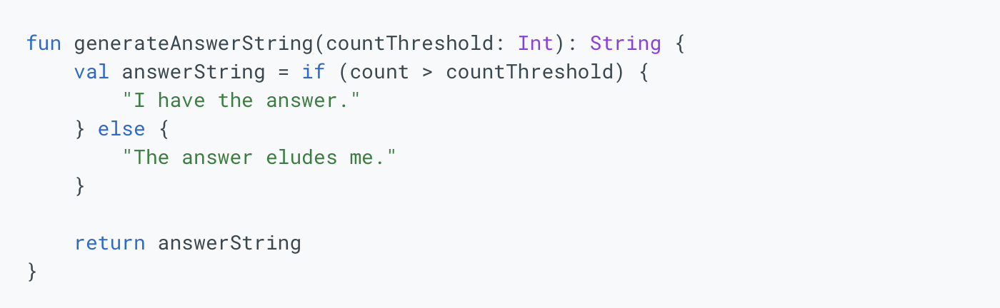 fun generateAnswerString(countThreshold: Int): String {
    val answerString = if (count > countThreshold) {
        "I have the answer."
    } else {
        "The answer eludes me."
    }

    return answerString
}